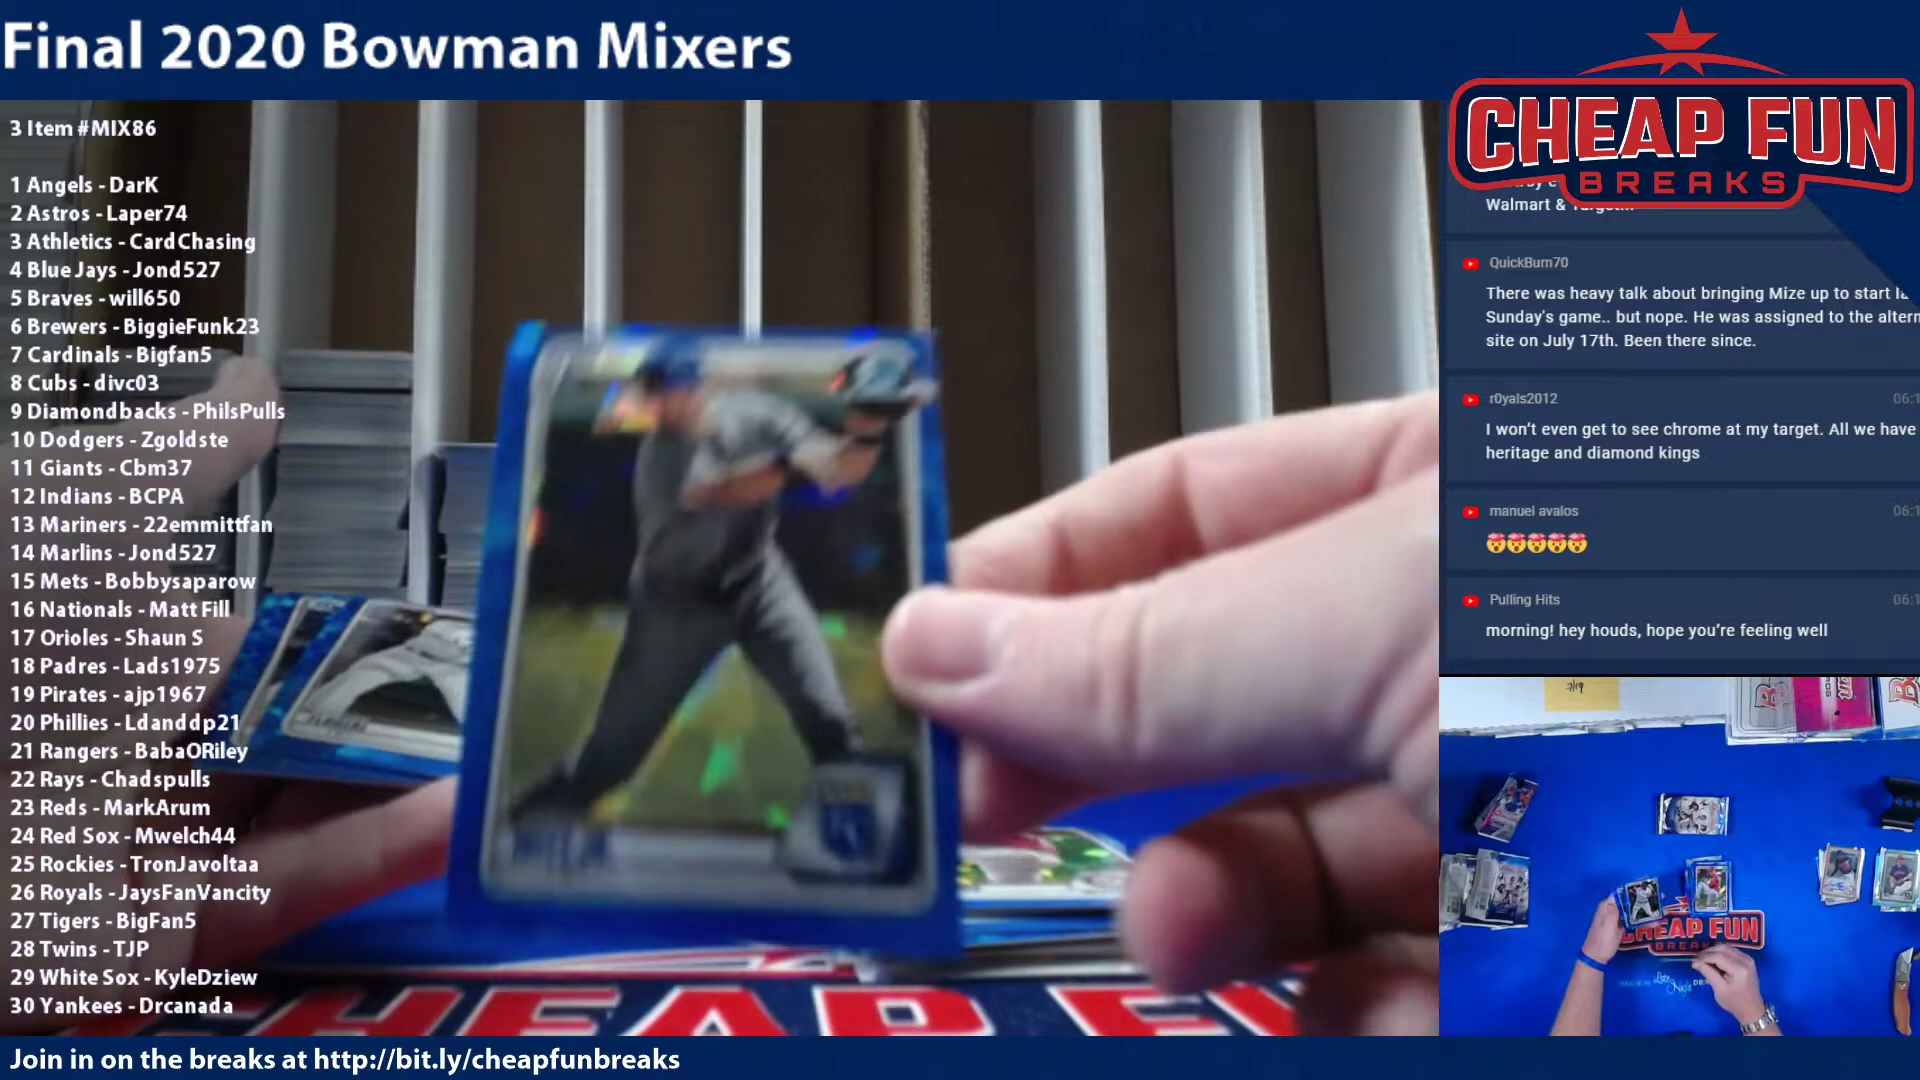 Final 2020 Bowman Mixers
3 Item #MIX86
1 Angels - DarK
2 Astros - Laper74
3 Athletics - CardChasing
4 Blue Jays - Jond527
5 Braves - will650
6 Brewers - BiggieFunk23
7 Cardinals - Bigfan5
8 Cubs - divc03
9 Diamondbacks - PhilsPulls
10 Dodgers - Zgoldste
11 Giants - Cbm37
12 Indians - BCPA
13 Mariners - 22emmittfan
14 Marlins - Jond527
15 Mets - Bobbysaparow
16 Nationals - Matt Fill
17 Orioles - Shaun S
18 Padres - Lads1975
19 Pirates - ajp1967
20 Phillies - Ldanddp21
21 Rangers - BabaORiley
22 Rays - Chadspulls
23 Reds - MarkArum
24 Red Sox - Mwelch44
25 Rockies - TronJavoltaa
26 Royals - JaysFanVancity
27 Tigers - BigFan5
28 Twins - TJP
29 White Sox - KyleDziew
30 Yankees - Drcanada
Join in on the breaks at http://bit.ly/cheapfunbreaks
CHEAP FUN
BREAKS
Walmart &
QuickBurn70
There was heavy talk about bringing Mize up to start
Sunday's game.. but nope. He was assigned to the
site on July 17th. Been there since.
r0yals2012
I won't even get to see chrome at my target. All we have
heritage and diamond kings
manuel avalos
Pulling Hits
morning! hey houds, hope you're feeling well
7/19
CHEAP FUN
BREAKS